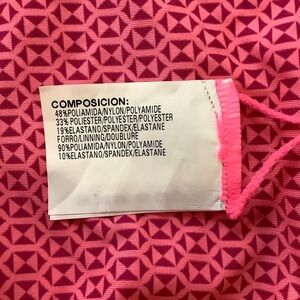 COMPOSICION:
48%POLIAMIDA/NYLON/POLYAMIDE
33% POLIESTER/POLYESTER/POLYESTER
19%ELASTANO/SPANDEX/ELASTANE
FORRO/LINNING/DOUBLURE
90%POLIAMIDA/NYLON/POLYAMIDE
10%ELASTANO/SPANDEX/ELASTANE